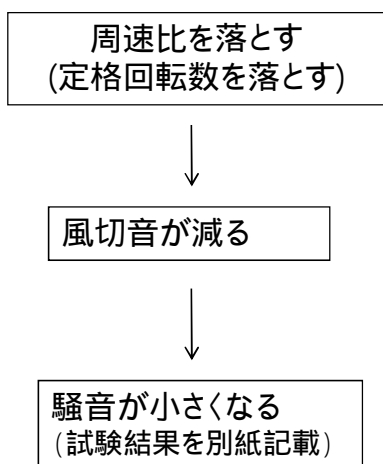 周速比を落とす
(定格回転数を落とす)
風切音が減る
騒音が小さくなる
(試験結果を別紙記載)